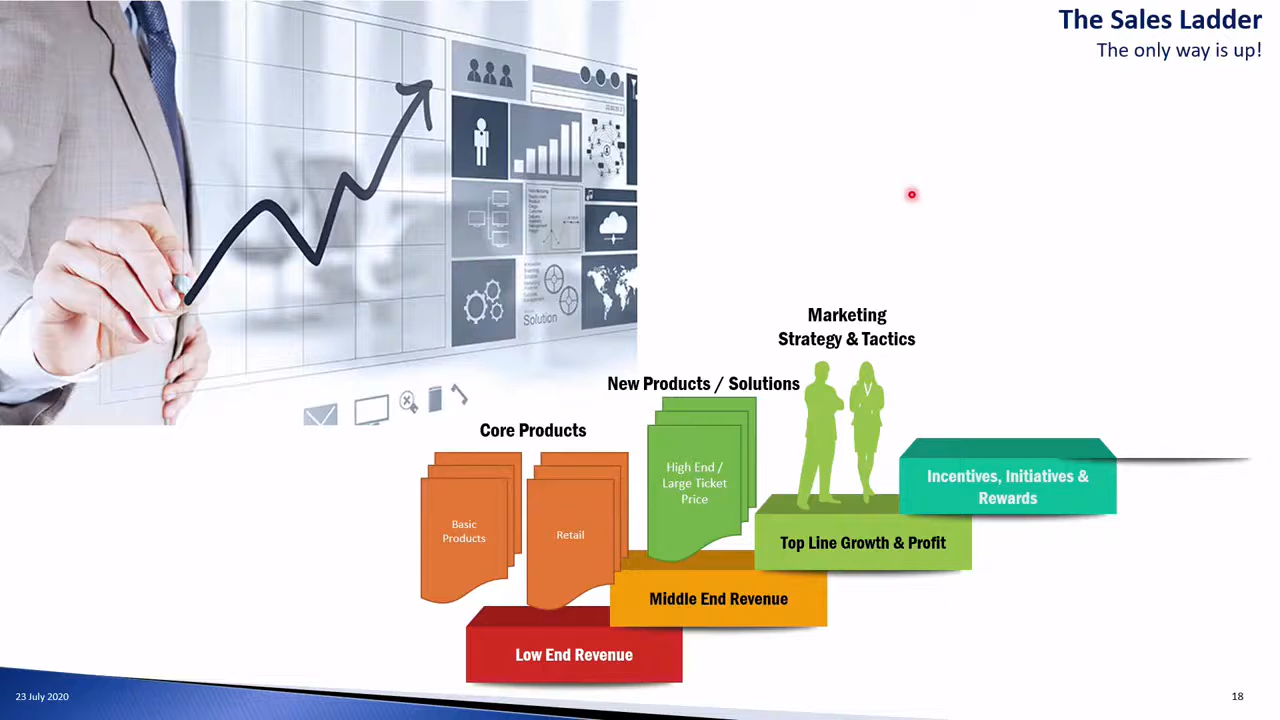 The Sales Ladder
The only way is up!
Solution
Marketing
Strategy & Tactics
New Products / Solutions
Core Products
High End /
Large Ticket
Price
Basic
Products
Retail
Incentives, Initiatives &
Rewards
Top Line Growth & Profit
Middle End Revenue
Low End Revenue
23 July 2020
18